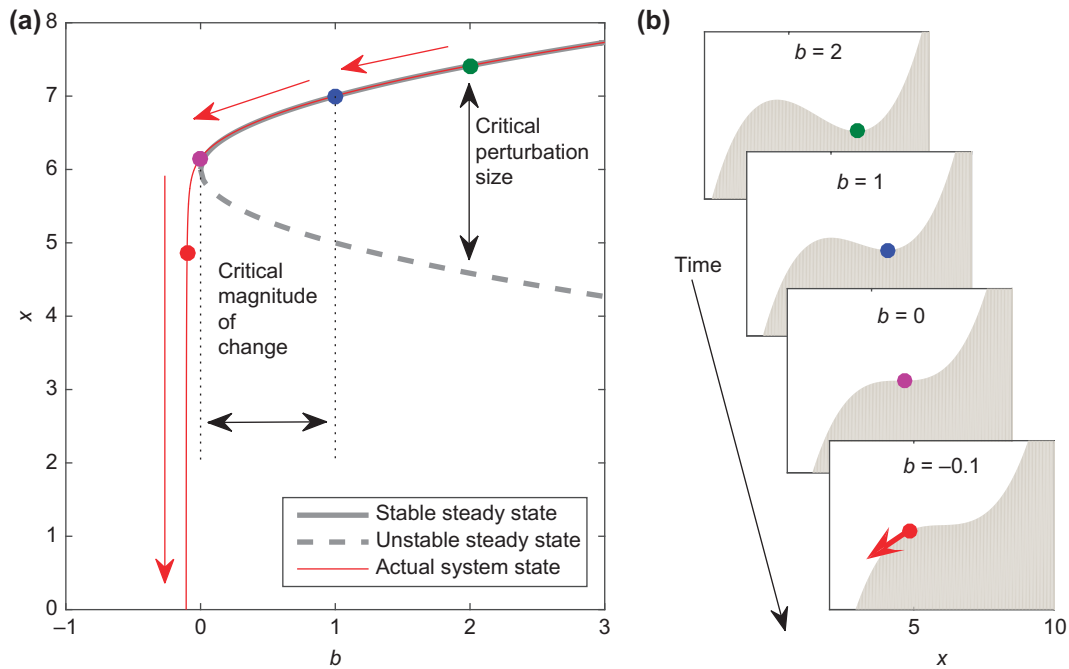 (a)
8
7
6
5
4
3
2
1
0
x
–1
0
1
2
3
b
Critical
perturbation
size
Critical
magnitude
of
change
Stable steady state
Unstable steady state
Actual system state
(b)
b = 2
b = 1
Time
b = 0
b = –0.1
5
10
x